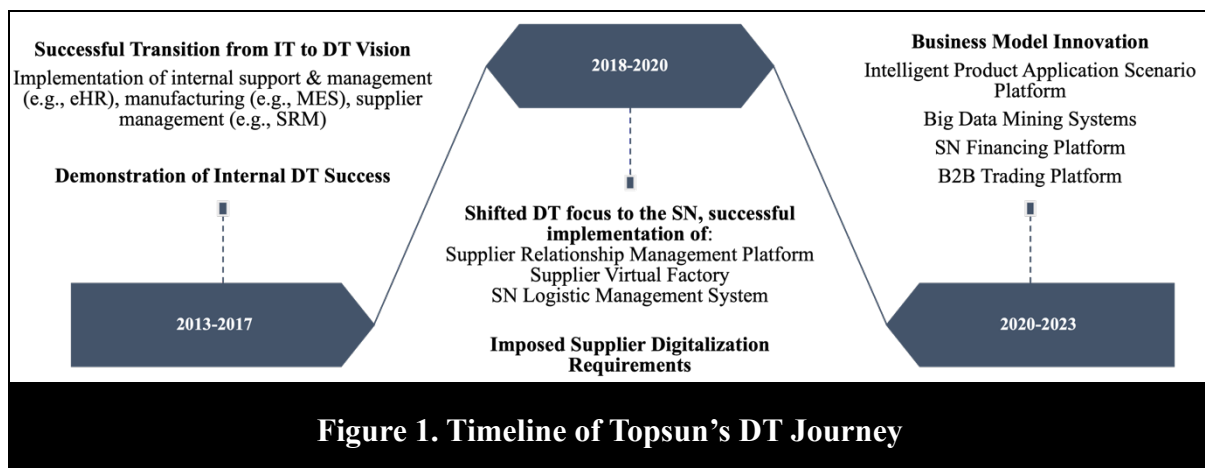 Successful Transition from IT to DT Vision
Implementation of internal support & management
(e.g., eHR), manufacturing (e.g., MES), supplier
management (e.g., SRM)
Demonstration of Internal DT Success
2013-2017
2018-2020
Shifted DT focus to the SN, successful
implementation of:
Supplier Relationship Management Platform
Supplier Virtual Factory
SN Logistic Management System
Imposed Supplier Digitalization
Requirements
Business Model Innovation
Intelligent Product Application Scenario
Platform
Big Data Mining Systems
SN Financing Platform
B2B Trading Platform
2020-2023
Figure 1. Timeline of Topsun's DT Journey